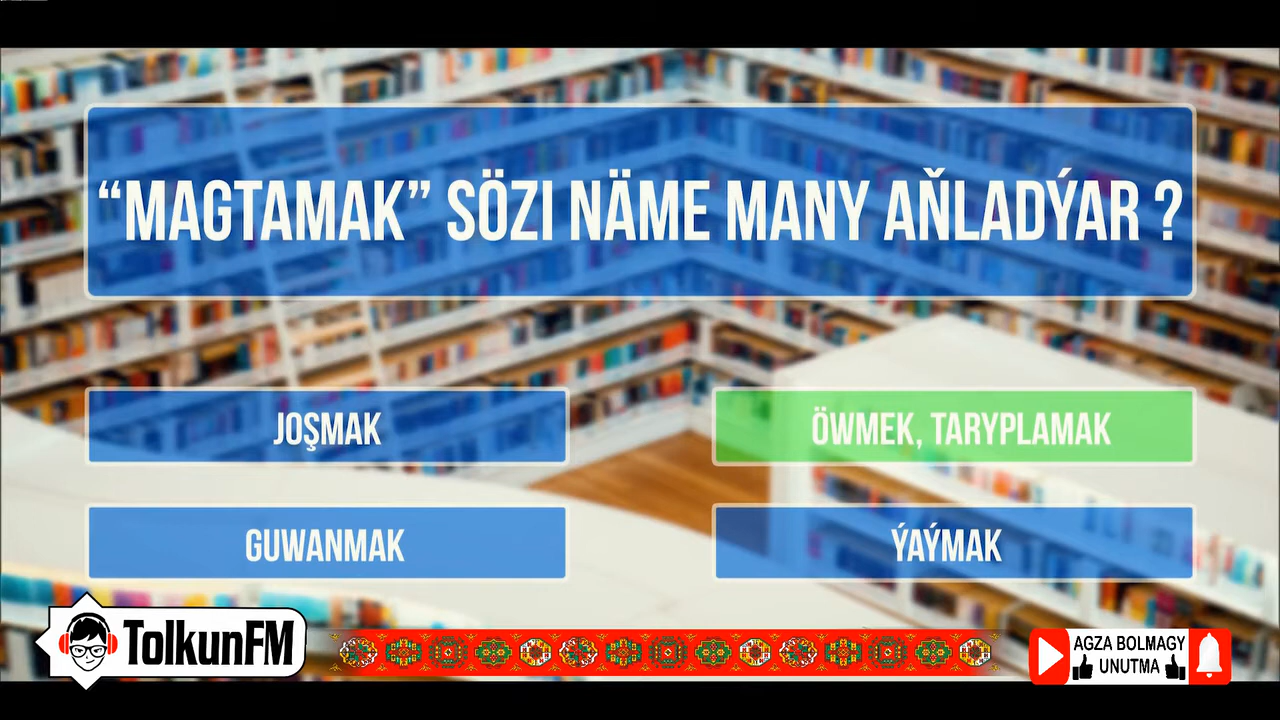 “MAGTAMAK” SÖZI NÄME MANY AŇLADÝAR ?
JOŞMAK
ÖWMEK, TARYPLAMAK
GUWANMAK
ÝAÝMAK
TolkunFM
AGZA BOLMAGY
UNUTMA